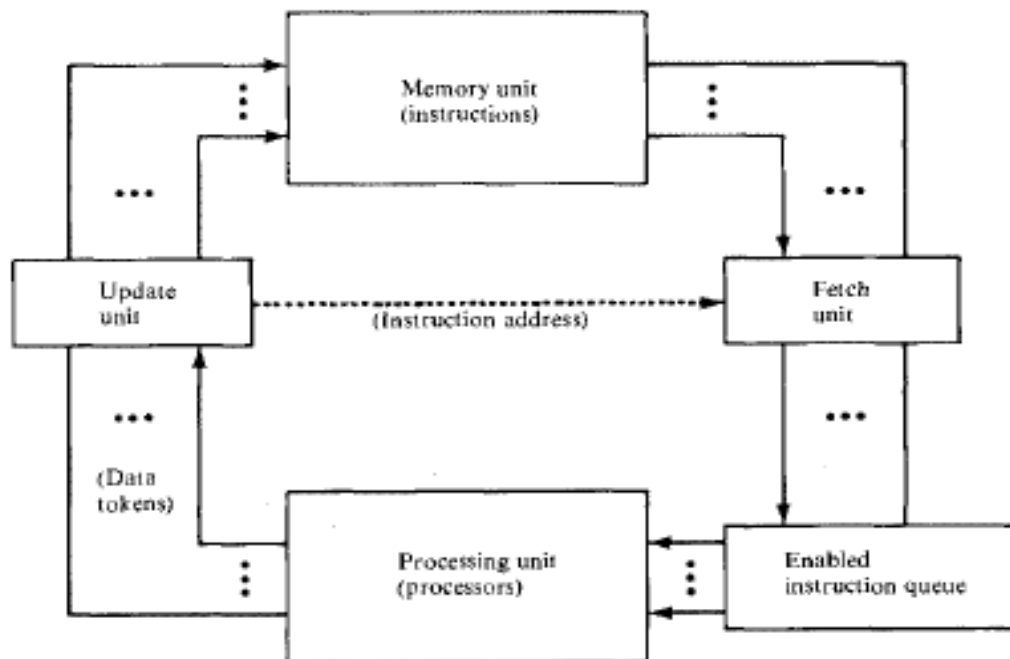 Memory unit
(instructions)
Update
unit
(Instruction address)
Fetch
unit
(Data
tokens)
Processing unit
(processors)
Enabled
instruction queue